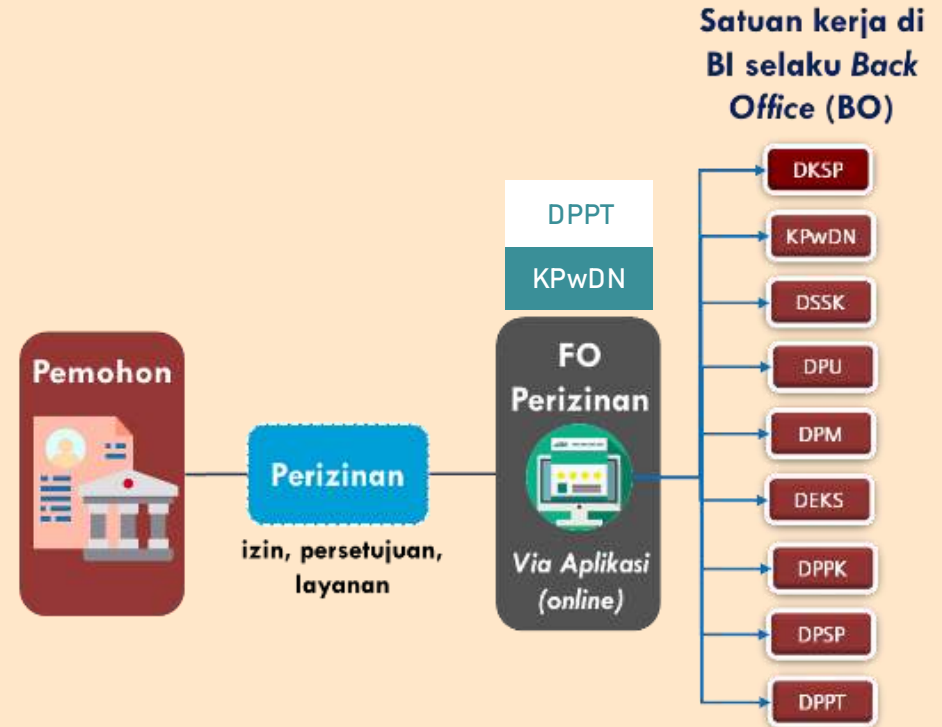 Satuan kerja di
BI selaku Back
Office (BO)
DPPT
KPwDN
Pemohon
Perizinan
izin, persetujuan,
layanan
FO
Perizinan
Via Aplikasi
(online)
DKSP
KPwDN
DSSK
DPU
DPM
DEKS
DPPK
DPSP
DPPT